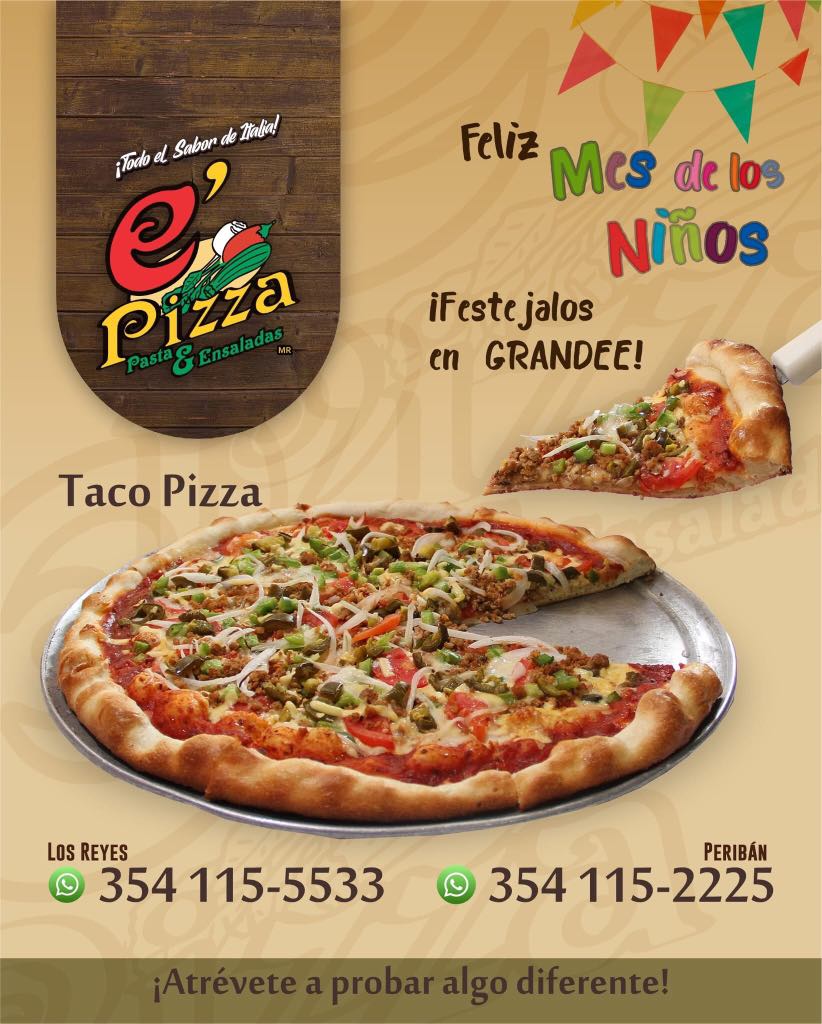 ¡Todo el Sabor de Italia!
e'
Pizza
Pasta & Ensaladas
MR
Feliz Mes de los
Niños
¡Festejalos
en GRANDEE!
Taco Pizza
LOS REYES
354 115-5533
PERIBÁN
354 115-2225
¡Atrévete a probar algo diferente!